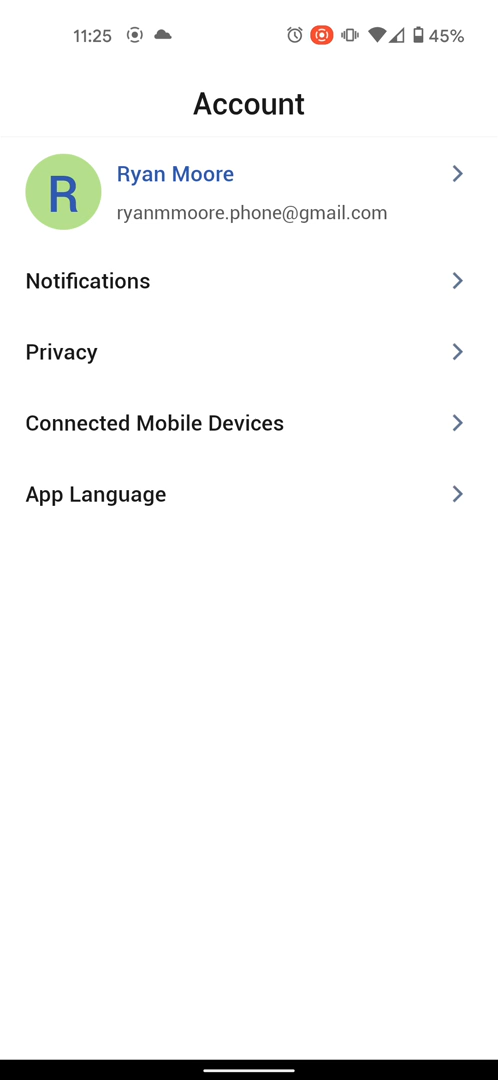 11:25
45%
Account
R
Ryan Moore
ryanmmoore.phone@gmail.com
Notifications
Privacy
Connected Mobile Devices
App Language